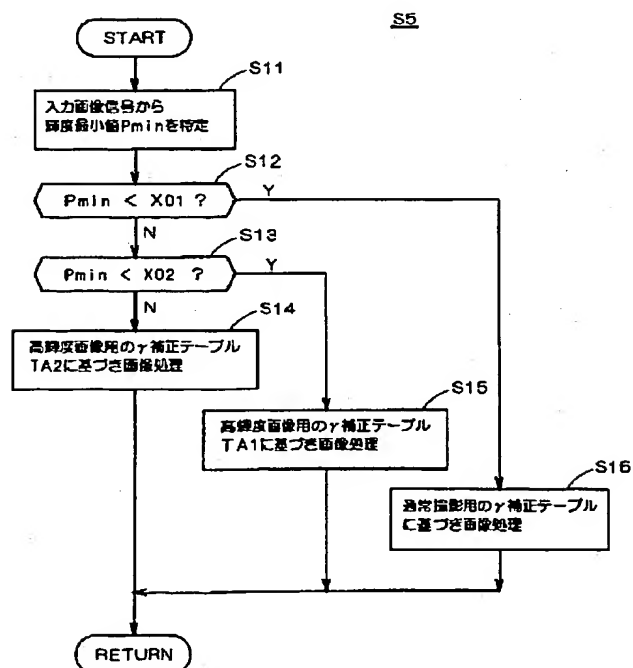 S5
START
S11
入力画像信号から
輝度最小値Pminを特定
S12
Pmin < X01 ?
Y
N
S13
Pmin < X02 ?
Y
N
S14
高輝度画像用のγ補正テーブル
TA2に基づき画像処理
S15
高輝度画像用のγ補正テーブル
TA1に基づき画像処理
S16
通常撮影用のγ補正テーブル
に基づき画像処理
RETURN